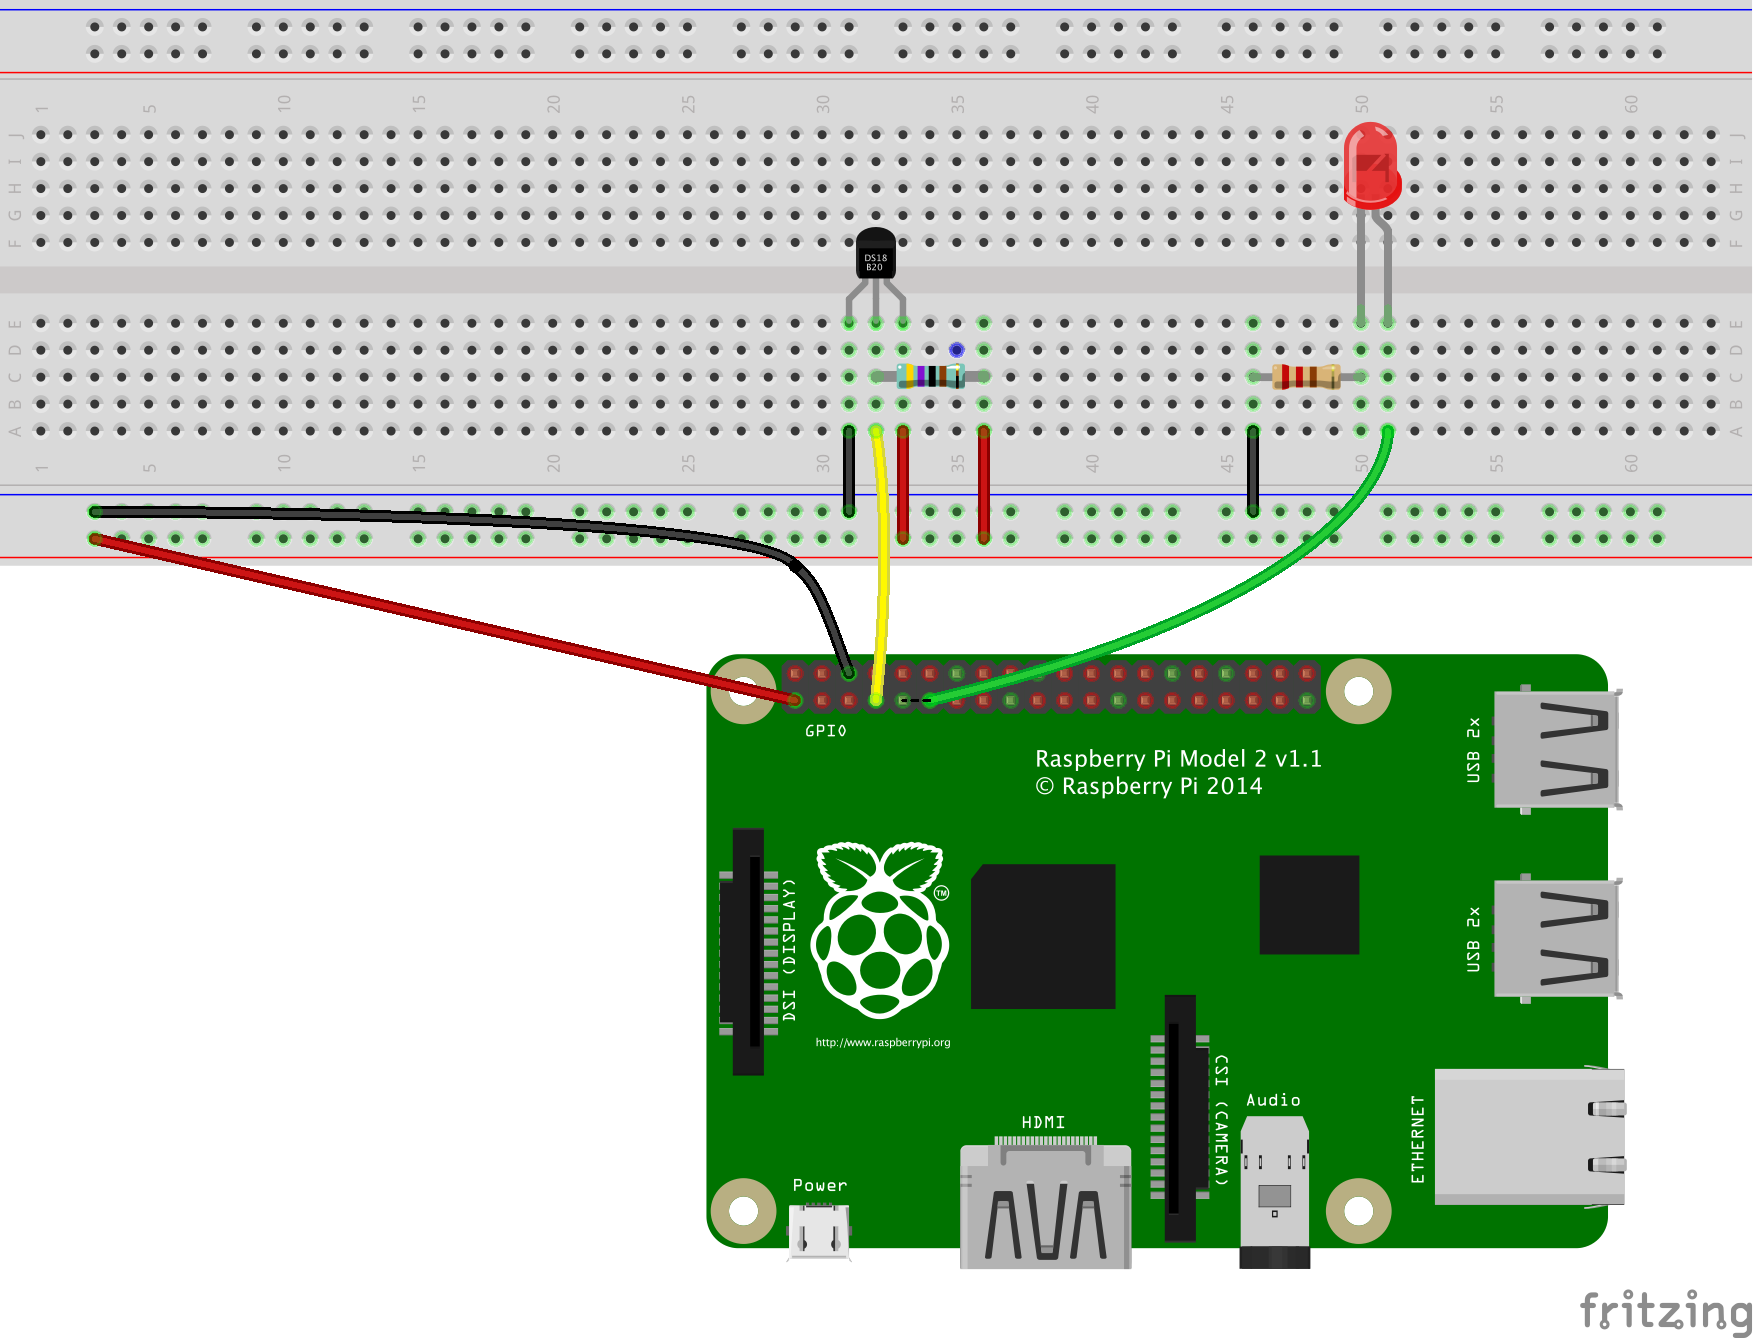 1 5 10 15 20 25 30 35 40 45 50 55 60
J J
I I
H H
G G
F F
DS18
B20
E E
D D
C C
B B
A A
1 5 10 15 20 25 30 35 40 45 50 55 60
GPIO
Raspberry Pi Model 2 v1.1
© Raspberry Pi 2014
USB 2x
DSI (DISPLAY)
TM
USB 2x
http://www.raspberrypi.org
CSI (CAMERA)
Audio
ETHERNET
HDMI
Power
fritzing